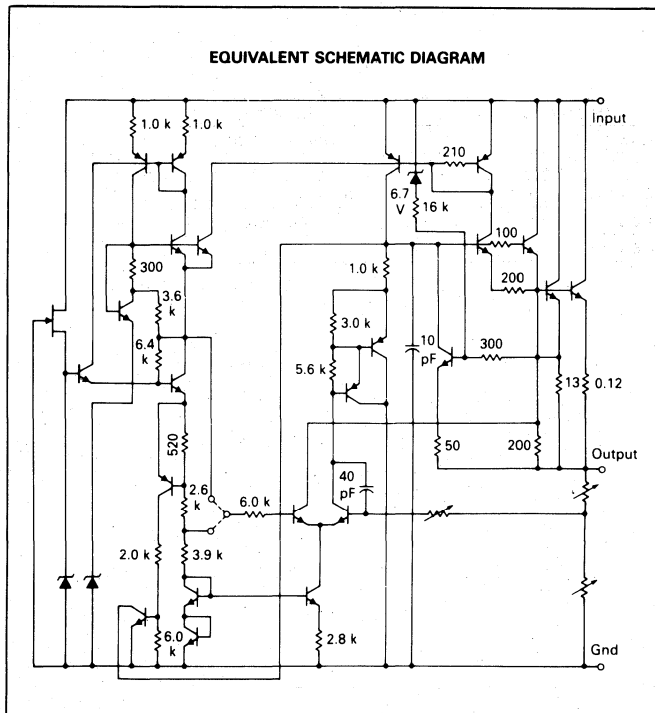 EQUIVALENT SCHEMATIC DIAGRAM
Input
1.0 k
1.0 k
210
6.7
V
16 k
100
300
1.0 k
200
3.6
k
3.0 k
6.4
k
10
pF
300
5.6 k
13
0.12
520
50
200
Output
2.6
k
6.0 k
40
pF
2.0 k
3.9 k
6.0
k
2.8 k
Gnd